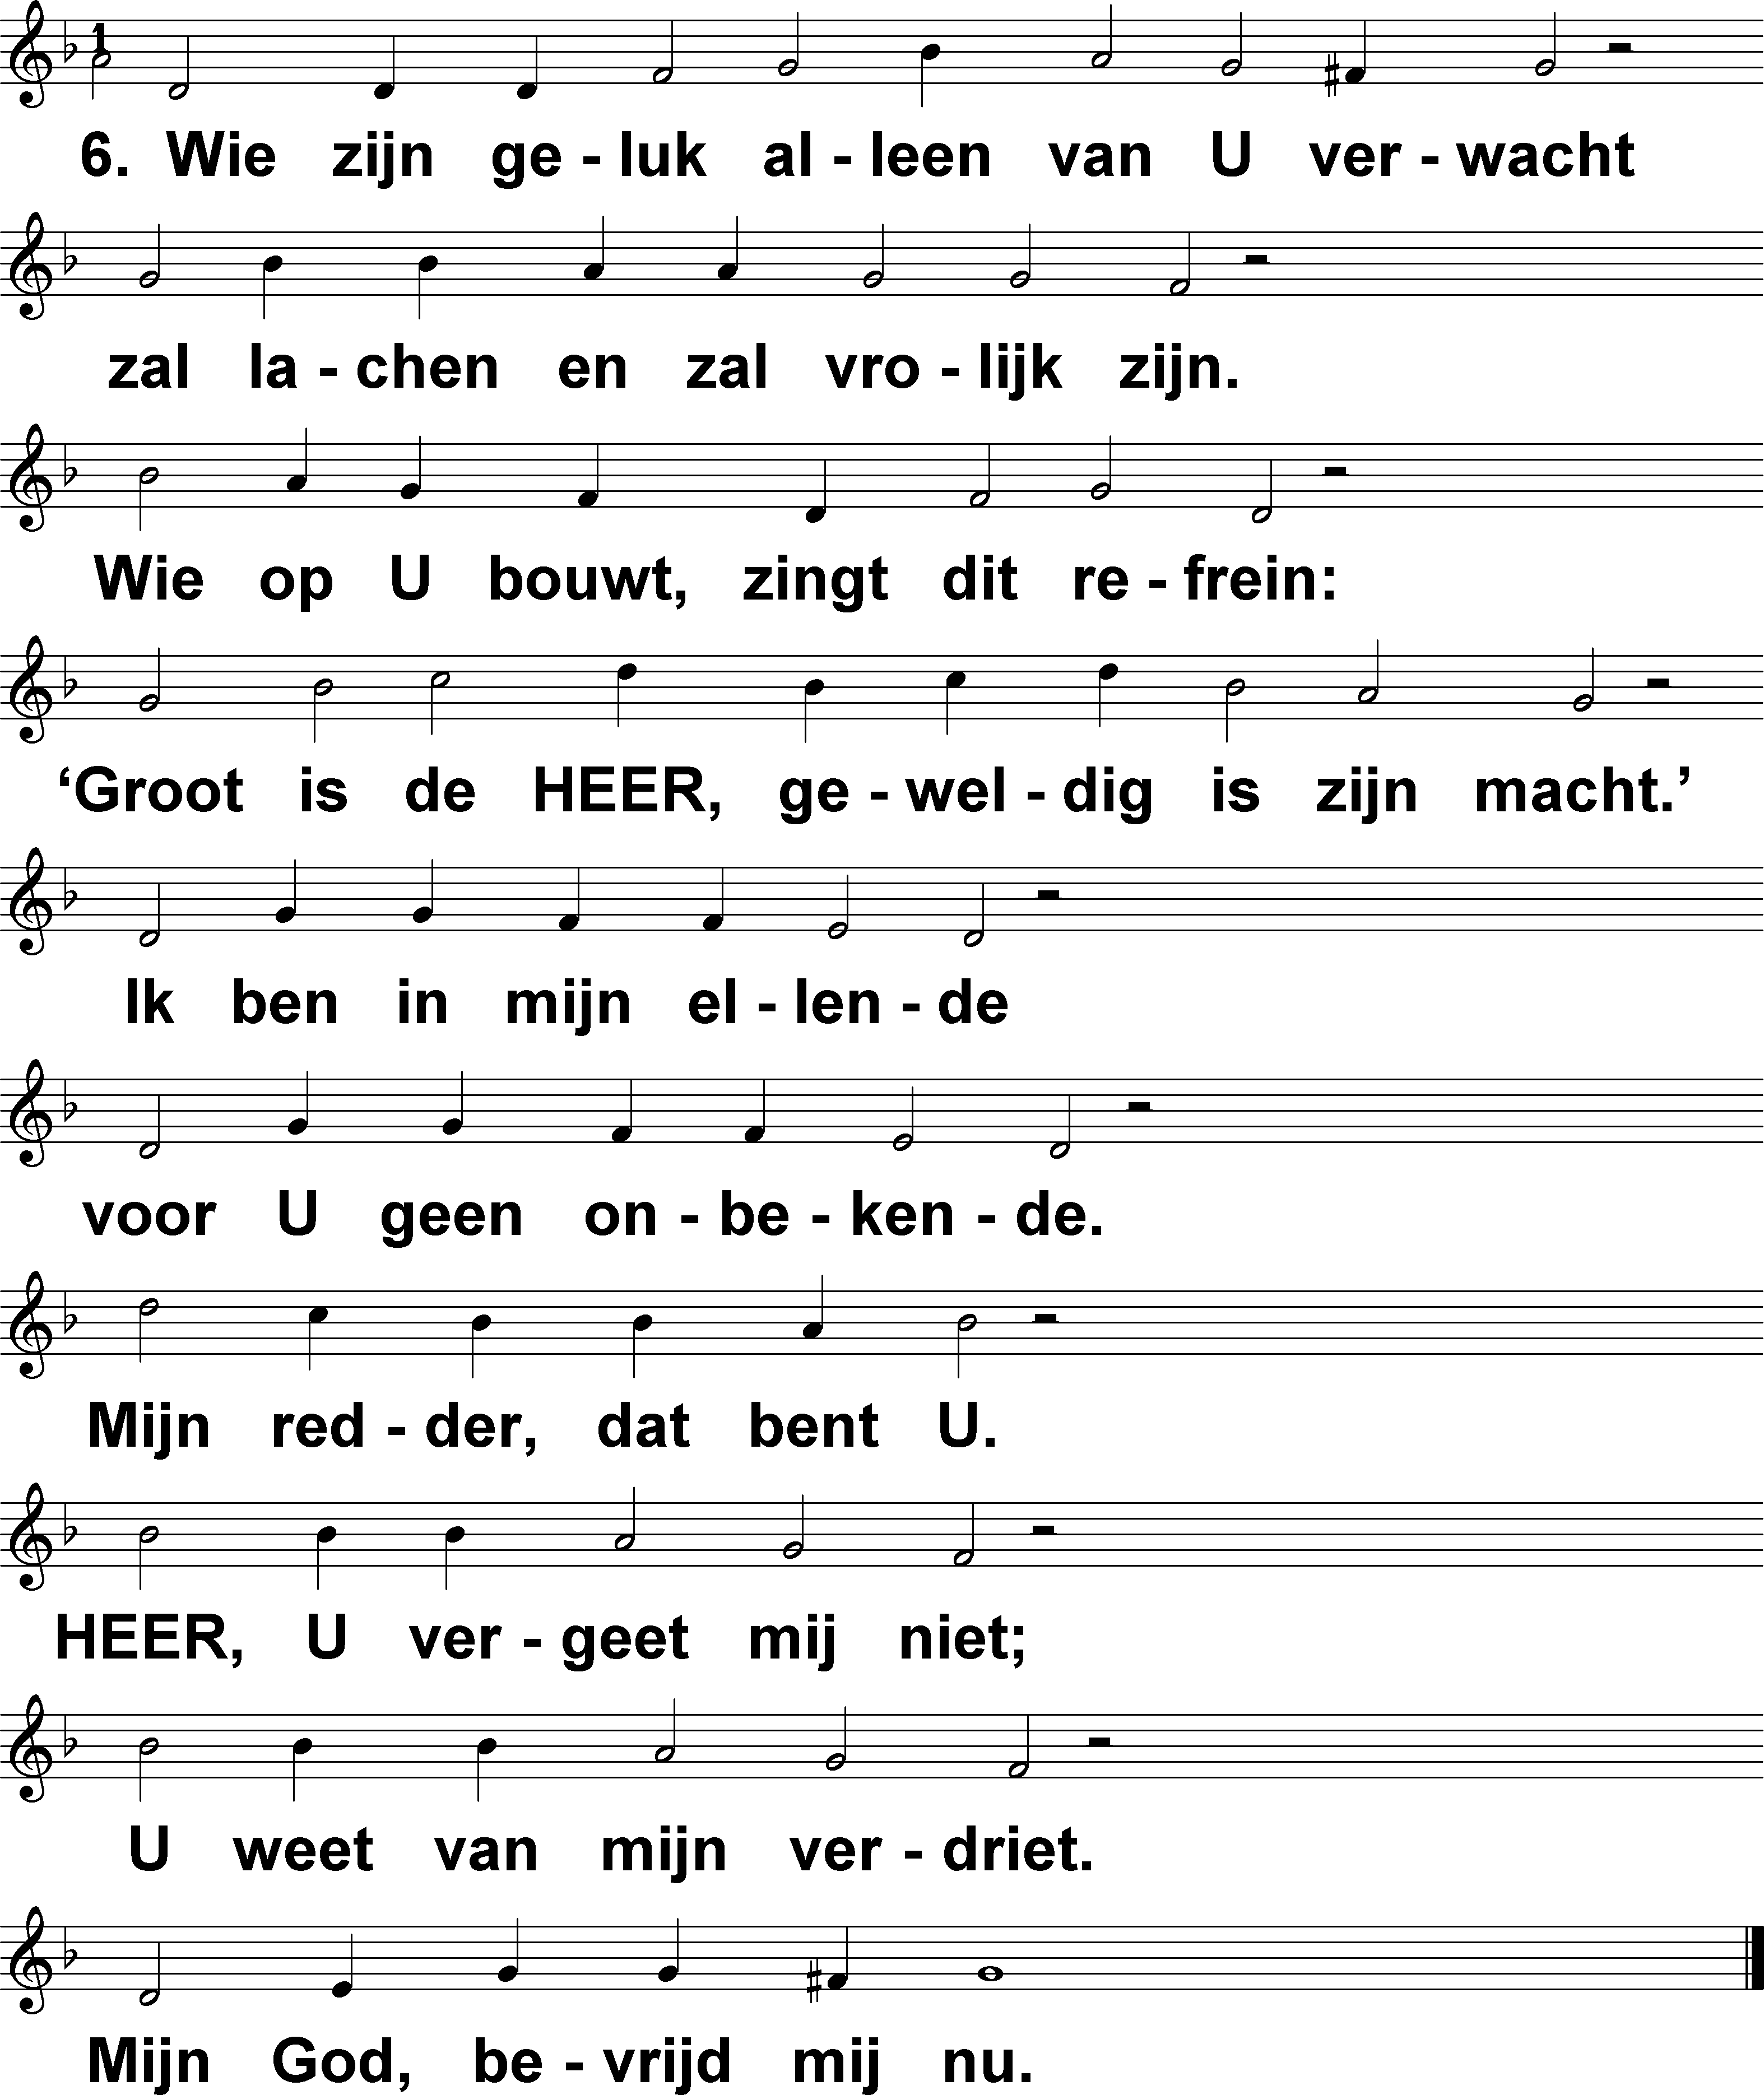 1
6. Wie zijn ge - luk al - leen van U ver - wacht
zal la - chen en zal vro - lijk zijn.
Wie op U bouwt, zingt dit re - frein:
‘Groot is de HEER, ge - wel - dig is zijn macht.’
Ik ben in mijn el - len - de
voor U geen on - be - ken - de.
Mijn red - der, dat bent U.
HEER, U ver - geet mij niet;
U weet van mijn ver - driet.
Mijn God, be - vrijd mij nu.